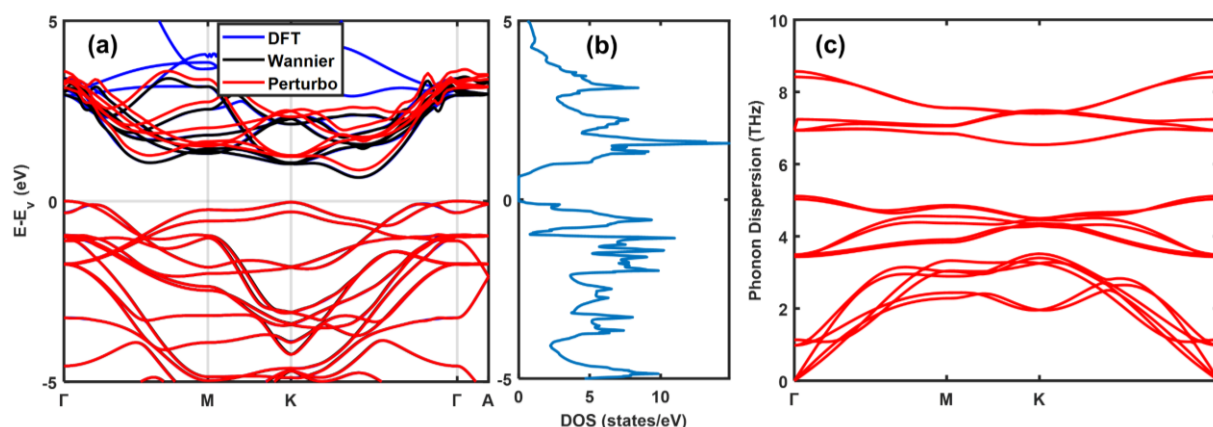 (a)
DFT
Wannier
Perturbo
E-Ev (eV)
5
0
-5
Γ
M
K
Γ
A
(b)
5
0
-5
0
5
10
DOS (states/eV)
(c)
Phonon Dispersion (THz)
10
8
6
4
2
0
Γ
M
K